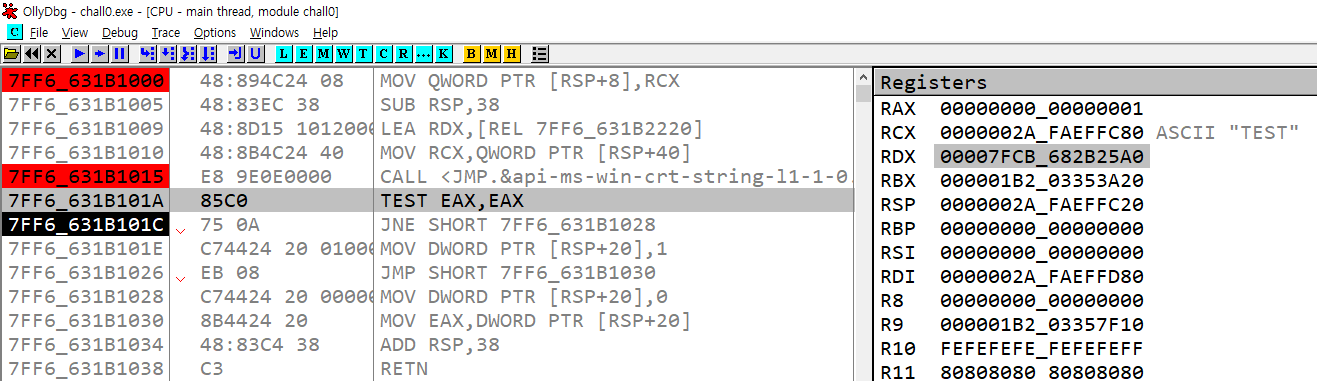 OllyDbg - chall0.exe - [CPU - main thread, module chall0]
C File View Debug Trace Options Windows Help
L E M W T C R ... K B M H
7FF6_631B1000 48:894C24 08 MOV QWORD PTR [RSP+8],RCX
7FF6_631B1005 48:83EC 38 SUB RSP,38
7FF6_631B1009 48:8D15 1012000 LEA RDX,[REL 7FF6_631B2220]
7FF6_631B1010 48:8B4C24 40 MOV RCX,QWORD PTR [RSP+40]
7FF6_631B1015 E8 9E0E0000 CALL <JMP.&api-ms-win-crt-string-l1-1-0.
7FF6_631B101A 85C0 TEST EAX,EAX
7FF6_631B101C 75 0A JNE SHORT 7FF6_631B1028
7FF6_631B101E C74424 20 01000 MOV DWORD PTR [RSP+20],1
7FF6_631B1026 EB 08 JMP SHORT 7FF6_631B1030
7FF6_631B1028 C74424 20 00000 MOV DWORD PTR [RSP+20],0
7FF6_631B1030 8B4424 20 MOV EAX,DWORD PTR [RSP+20]
7FF6_631B1034 48:83C4 38 ADD RSP,38
7FF6_631B1038 C3 RETN
Registers
RAX 00000000_00000001
RCX 0000002A_FAEFFC80 ASCII "TEST"
RDX 00007FCB_682B25A0
RBX 000001B2_03353A20
RSP 0000002A_FAEFFC20
RBP 00000000_00000000
RSI 00000000_00000000
RDI 0000002A_FAEFFD80
R8 00000000_00000000
R9 000001B2_03357F10
R10 FEFEFEFE_FEFEFEFF
R11 80808080_80808080